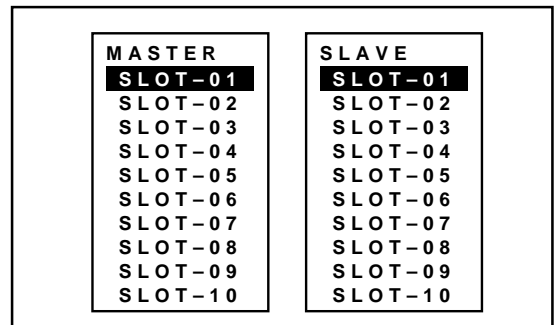 MASTER
SLOT–01
SLOT–02
SLOT–03
SLOT–04
SLOT–05
SLOT–06
SLOT–07
SLOT–08
SLOT–09
SLOT–10
SLAVE
SLOT–01
SLOT–02
SLOT–03
SLOT–04
SLOT–05
SLOT–06
SLOT–07
SLOT–08
SLOT–09
SLOT–10